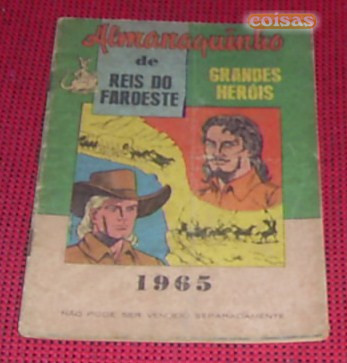 coisas
Almanaquinho
de
REIS DO
FAROESTE
GRANDES
HERÓIS
1965
NÃO PODE SER VENDIDO SEPARADAMENTE